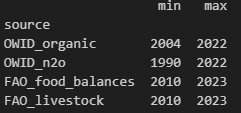 min max
source
OWID_organic 2004 2022
OWID_n2o 1990 2022
FAO_food_balances 2010 2023
FAO_livestock 2010 2023